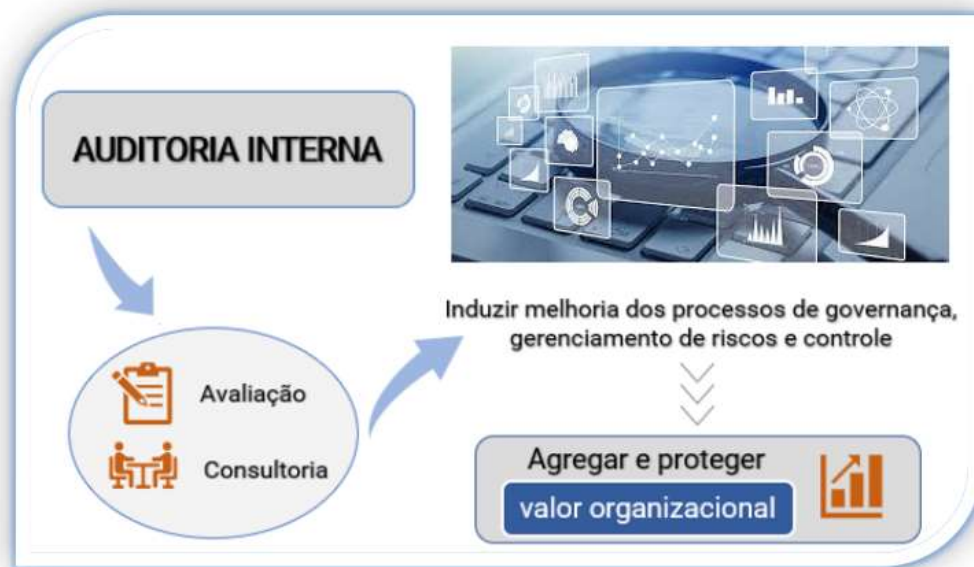 AUDITORIA INTERNA
Avaliação
Consultoria
Induzir melhoria dos processos de governança,
gerenciamento de riscos e controle
Agregar e proteger
valor organizacional